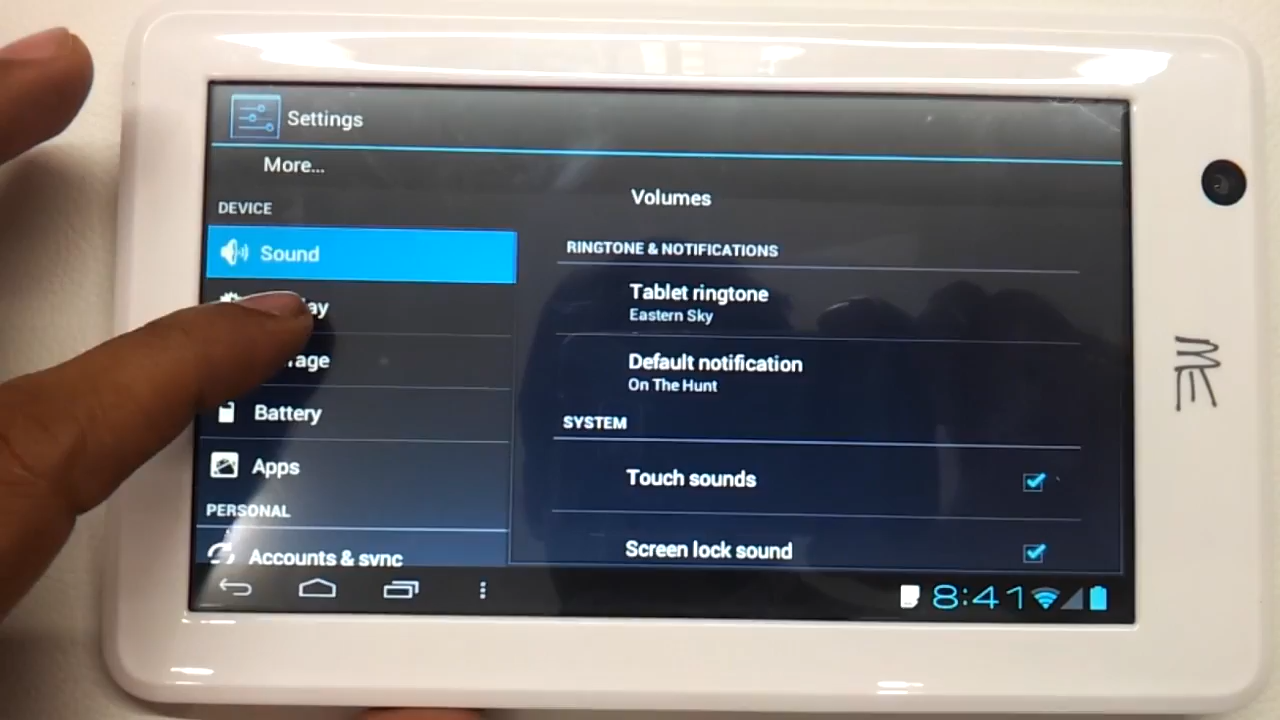 Settings
More...
DEVICE
Sound
Battery
Apps
PERSONAL
Accounts & sync
Volumes
RINGTONE & NOTIFICATIONS
Tablet ringtone
Eastern Sky
Default notification
On The Hunt
SYSTEM
Touch sounds
Screen lock sound
8:41
ME